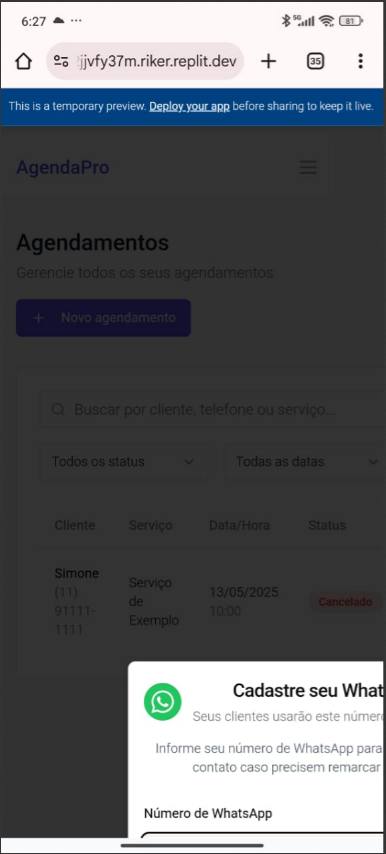 6:27
5G
81
jjvfy37m.riker.replit.dev
35
This is a temporary preview. Deploy your app before sharing to keep it live.
AgendaPro
Agendamentos
Gerencie todos os seus agendamentos.
+ Novo agendamento
Buscar por cliente, telefone ou serviço...
Todos os status
Todas as datas
Cliente Serviço Data/Hora Status
Simone
(11)
91111-
1111
Serviço
de
Exemplo
13/05/2025
10:00
Cancelado
Cadastre seu What
Seus clientes usarão este número
Informe seu número de WhatsApp para
contato caso precisem remarcar
Número de WhatsApp